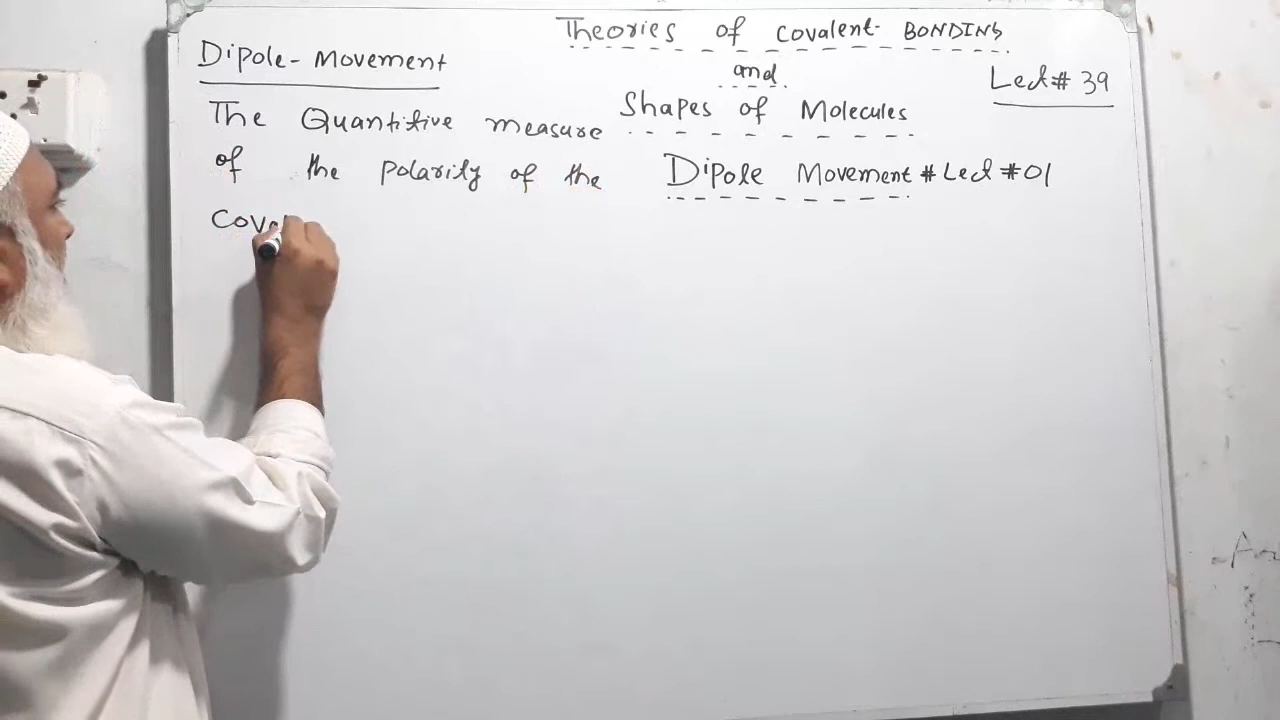 Theories of Covalent BONDING
and
Shapes of Molecules
Lect # 39
Dipole Movement # Lect #01
Dipole - Movement
The Quantitive measure
of the polarity of the
Cova